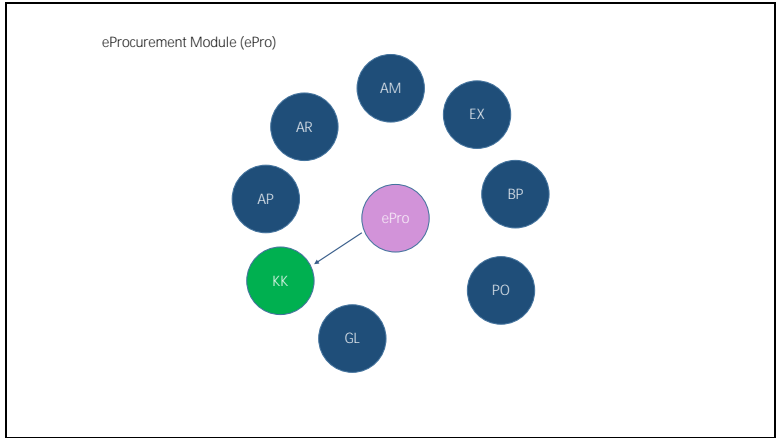 eProcurement Module (ePro)
AM
EX
AR
BP
AP
ePro
KK
PO
GL